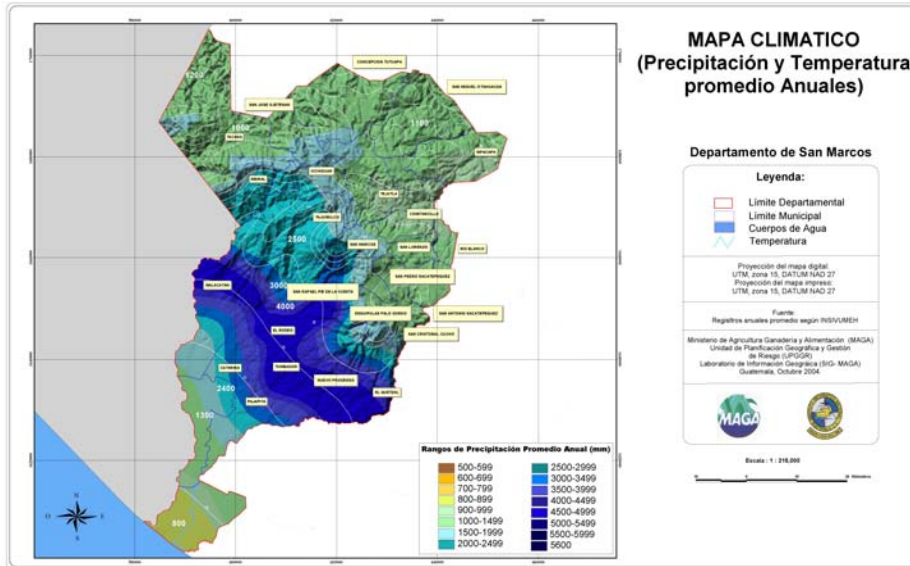 MAPA CLIMATICO
(Precipitación y Temperatura
promedio Anuales)
Departamento de San Marcos
Leyenda:
Límite Departamental
Límite Municipal
Cuerpos de Agua
Temperatura
Proyección del mapa digital:
UTM, zona 15, DATUM NAD 27
Proyección del mapa impreso:
UTM, zona 15, DATUM NAD 27
Fuente:
Registros anuales promedio según INSIVUMEH
Ministerio de Agricultura Ganadería y Alimentación (MAGA)
Unidad de Planificación Geográfica y Gestión
de Riesgo (UPGGR)
Laboratorio de Información Geográfica (SIG- MAGA)
Guatemala, Octubre 2004.
MAGA
Escala : 1 : 218,000
CONCEPCION TUTUAPA
1200
SAN MIGUEL IXTAHUACAN
SAN JOSE OJETENAM
1000
1100
TACANA
SIPACAPA
SIBINAL
TEJUTLA
COMITANCILLO
TAJUMULCO
2500
SAN MARCOS
SAN LORENZO
RIO BLANCO
SAN PEDRO SACATEPEQUEZ
MALACATAN
3000
SAN RAFAEL PIE DE LA CUESTA
4000
ESQUIPULAS PALO GORDO
SAN ANTONIO SACATEPEQUEZ
EL RODEO
SAN CRISTOBAL CUCHO
CATARINA
TUMBADOR
2400
NUEVO PROGRESO
EL QUETZAL
PAJAPITA
1300
800
N
O
E
S
Rangos de Precipitación Promedio Anual (mm)
500-599
600-699
700-799
800-899
900-999
1000-1499
1500-1999
2000-2499
2500-2999
3000-3499
3500-3999
4000-4499
4500-4999
5000-5499
5500-5999
5600